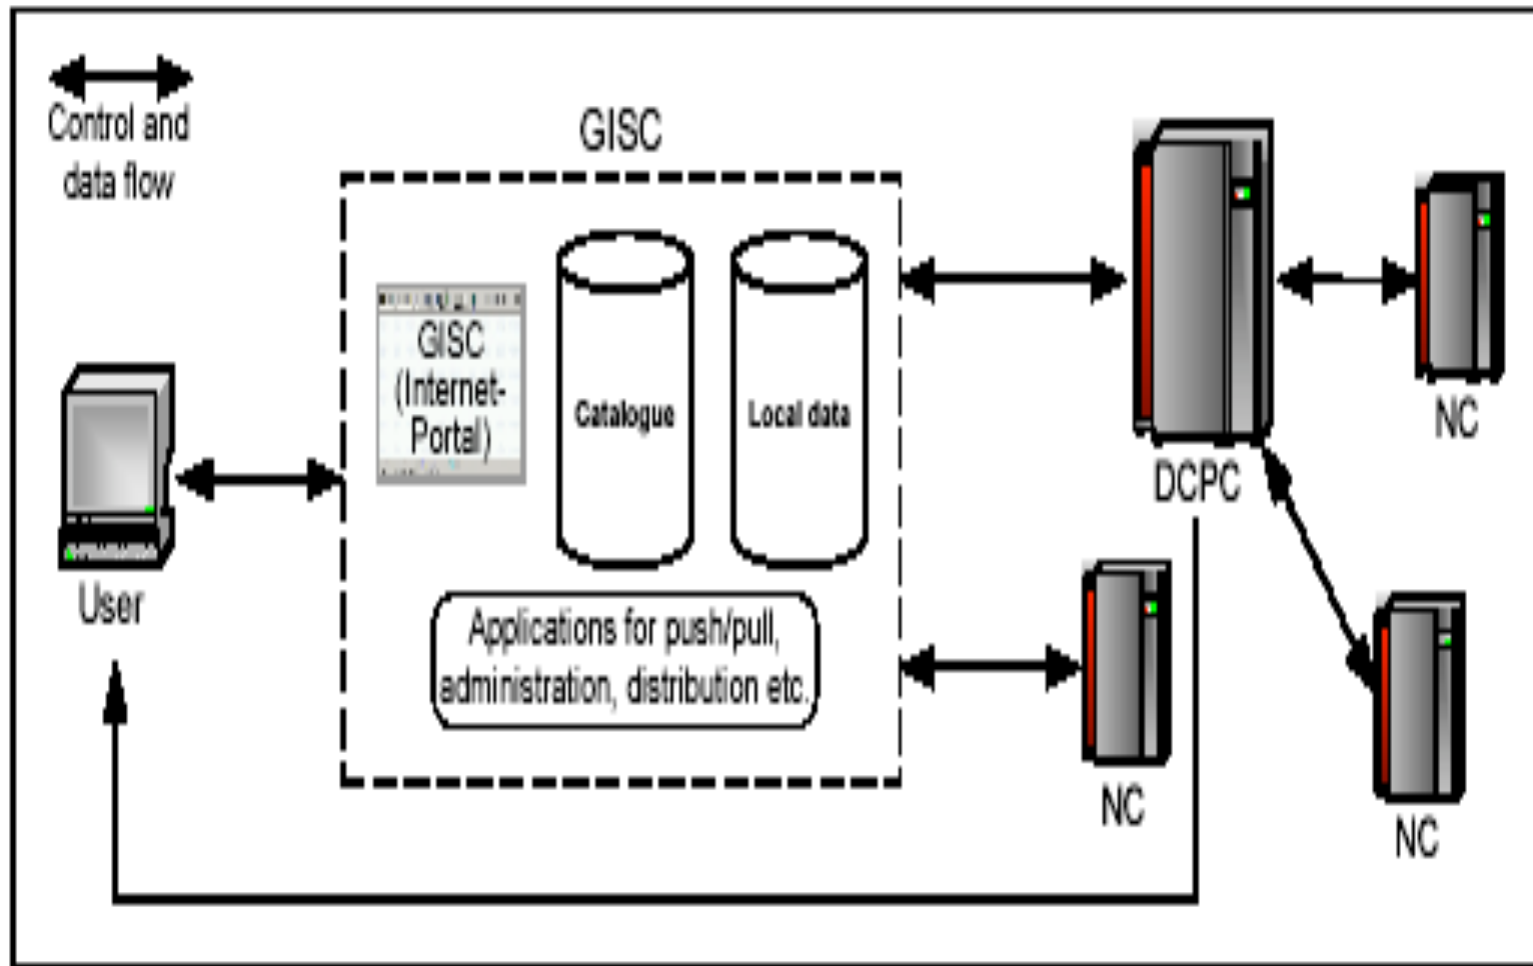 Control and
data flow
GISC
GISC
(Internet-
Portal)
Catalogue
Local data
Applications for push/pull,
administration, distribution etc.
User
DCPC
NC
NC
NC